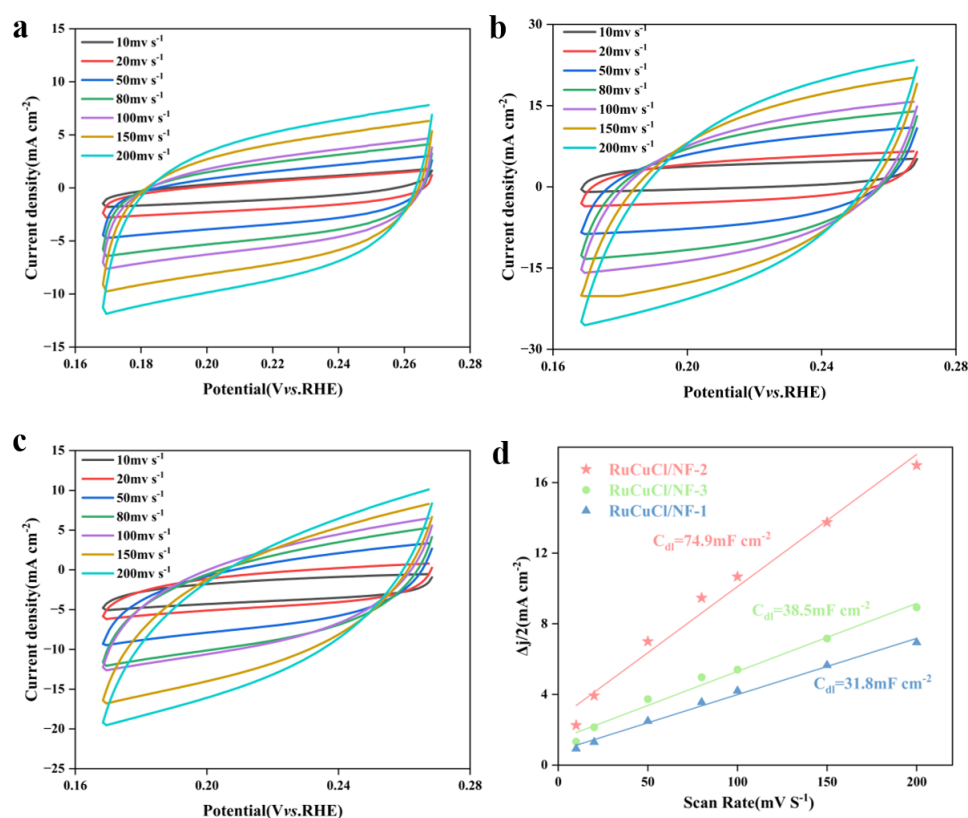 a
15
10
5
0
−5
−10
−15
0.16
0.18
0.20
0.22
0.24
0.26
0.28
Current density(mA cm⁻²)
Potential(Vvs.RHE)
10mv s⁻¹
20mv s⁻¹
50mv s⁻¹
80mv s⁻¹
100mv s⁻¹
150mv s⁻¹
200mv s⁻¹
b
30
15
0
−15
−30
0.16
0.20
0.24
0.28
Current density(mA cm⁻²)
Potential(Vvs.RHE)
10mv s⁻¹
20mv s⁻¹
50mv s⁻¹
80mv s⁻¹
100mv s⁻¹
150mv s⁻¹
200mv s⁻¹
c
15
10
5
0
−5
−10
−15
−20
−25
0.16
0.20
0.24
0.28
Current density(mA cm⁻²)
Potential(Vvs.RHE)
10mv s⁻¹
20mv s⁻¹
50mv s⁻¹
80mv s⁻¹
100mv s⁻¹
150mv s⁻¹
200mv s⁻¹
d
16
12
8
4
0
0
50
100
150
200
Δj/2(mA cm⁻²)
Scan Rate(mV S⁻¹)
RuCuCl/NF-2
RuCuCl/NF-3
RuCuCl/NF-1
C_dl=74.9mF cm⁻²
C_dl=38.5mF cm⁻²
C_dl=31.8mF cm⁻²